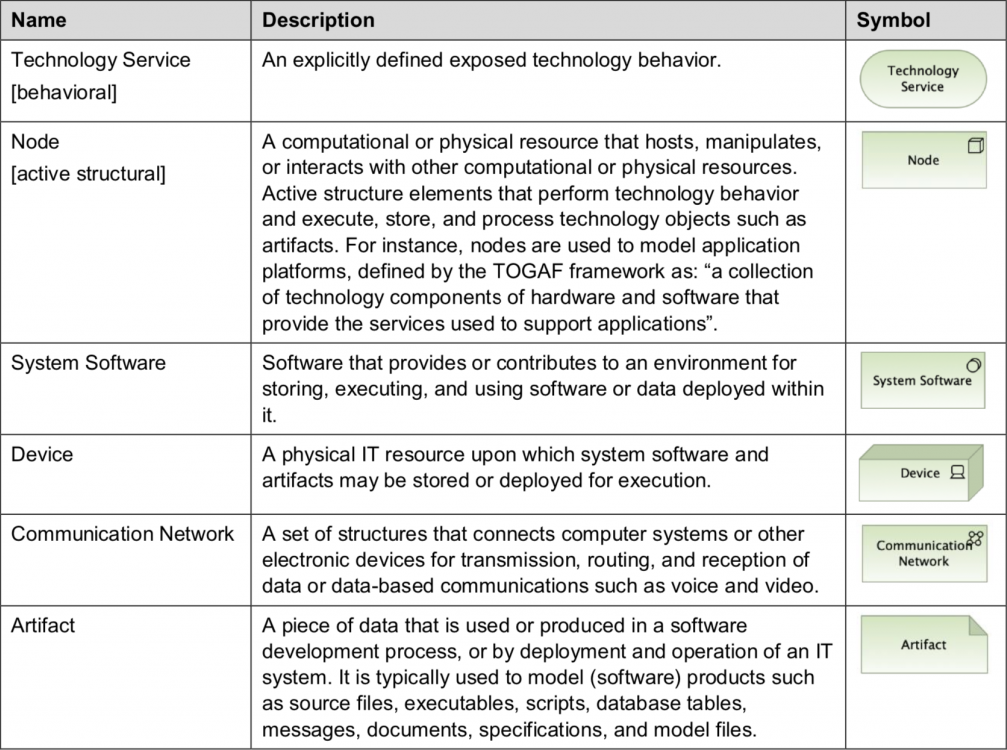 Name
Description
Symbol
Technology Service
[behavioral]
An explicitly defined exposed technology behavior.
Technology
Service
Node
[active structural]
A computational or physical resource that hosts, manipulates,
or interacts with other computational or physical resources.
Active structure elements that perform technology behavior
and execute, store, and process technology objects such as
artifacts. For instance, nodes are used to model application
platforms, defined by the TOGAF framework as: “a collection
of technology components of hardware and software that
provide the services used to support applications”.
Node
System Software
Software that provides or contributes to an environment for
storing, executing, and using software or data deployed within
it.
System Software
Device
A physical IT resource upon which system software and
artifacts may be stored or deployed for execution.
Device
Communication Network
A set of structures that connects computer systems or other
electronic devices for transmission, routing, and reception of
data or data-based communications such as voice and video.
Communication
Network
Artifact
A piece of data that is used or produced in a software
development process, or by deployment and operation of an IT
system. It is typically used to model (software) products such
as source files, executables, scripts, database tables,
messages, documents, specifications, and model files.
Artifact